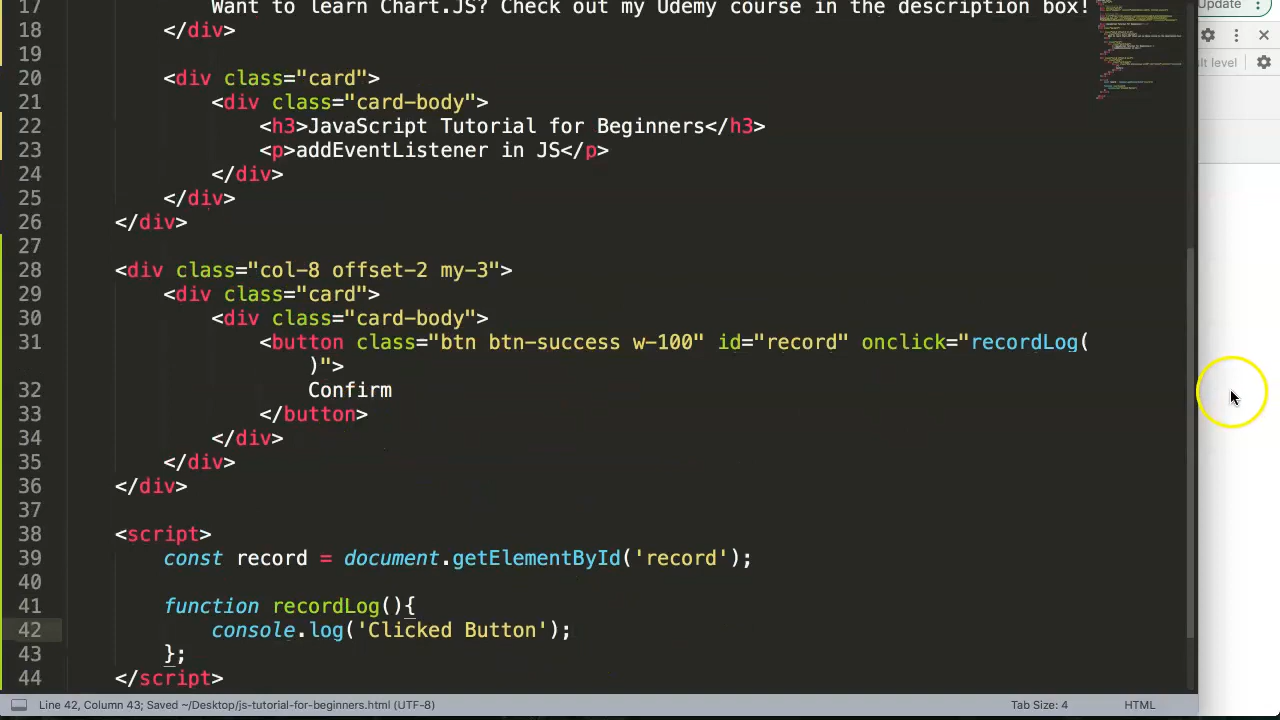 Update
17 Want to learn Chart.JS? Check out my Udemy course in the description box!
18 </div>
ult level
19
20 <div class="card">
21 <div class="card-body">
22 <h3>JavaScript Tutorial for Beginners</h3>
23 <p>addEventListener in JS</p>
24 </div>
25 </div>
26 </div>
27
28 <div class="col-8 offset-2 my-3">
29 <div class="card">
30 <div class="card-body">
31 <button class="btn btn-success w-100" id="record" onclick="recordLog(
)">
32 Confirm
33 </button>
34 </div>
35 </div>
36 </div>
37
38 <script>
39 const record = document.getElementById('record');
40
41 function recordLog(){
42 console.log('Clicked Button');
43 };
44 </script>
Line 42, Column 43; Saved ~/Desktop/js-tutorial-for-beginners.html (UTF-8) Tab Size: 4 HTML